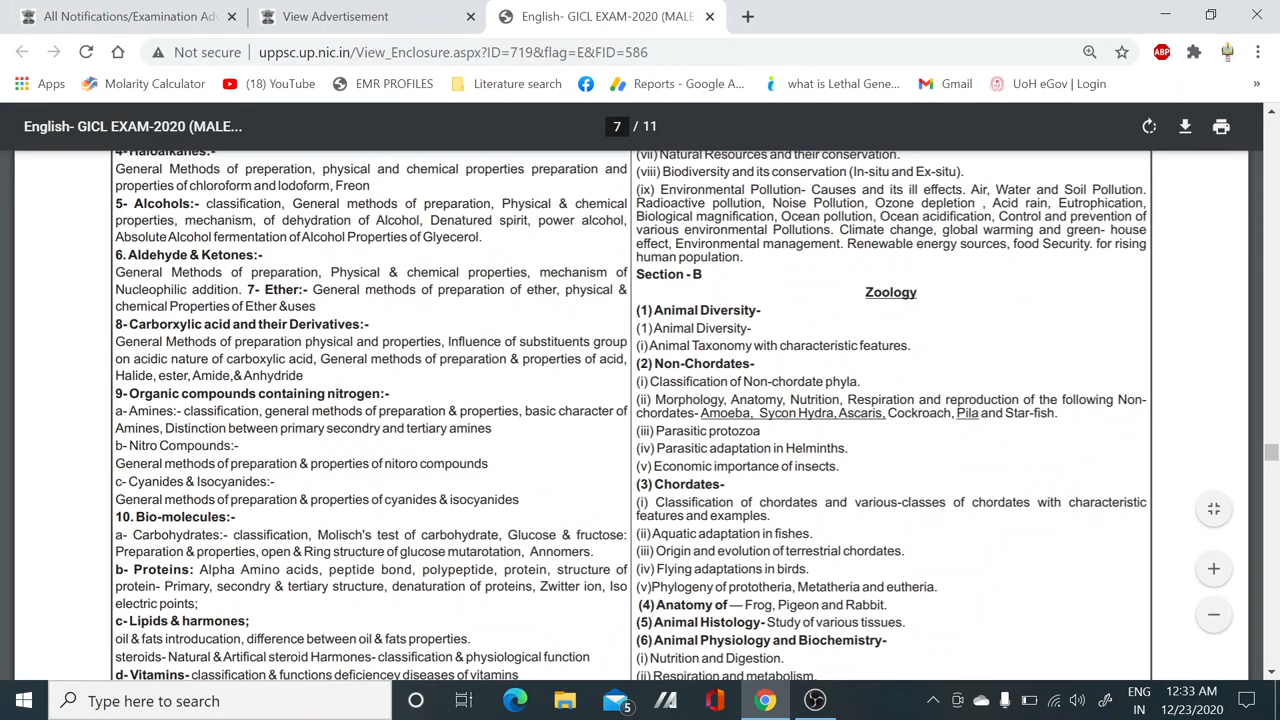 All Notifications/Examination Adv
View Advertisement
English- GICL EXAM-2020 (MALE
Not secure
uppsc.up.nic.in/View_Enclosure.aspx?ID=719&flag=E&FID=586
ABP
Apps
Molarity Calculator
(18) YouTube
EMR PROFILES
Literature search
Reports - Google A...
what is Lethal Gene...
Gmail
UoH eGov | Login
»
English- GICL EXAM-2020 (MALE...
7 / 11
4- Haloalkanes:-
General Methods of preperation, physical and chemical properties preperation and
properties of chloroform and Iodoform, Freon
5- Alcohols:- classification, General methods of preparation, Physical & chemical
properties, mechanism, of dehydration of Alcohol, Denatured spirit, power alcohol,
Absolute Alcohol fermentation of Alcohol Properties of Glyecerol.
6. Aldehyde & Ketones:-
General Methods of preparation, Physical & chemical properties, mechanism of
Nucleophilic addition. 7- Ether:- General methods of preparation of ether, physical &
chemical Properties of Ether &uses
8- Carborxylic acid and their Derivatives:-
General Methods of preparation physical and properties, Influence of substituents group
on acidic nature of carboxylic acid, General methods of preparation & properties of acid,
Halide, ester, Amide,& Anhydride
9- Organic compounds containing nitrogen:-
a- Amines:- classification, general methods of preparation & properties, basic character of
Amines, Distinction between primary secondry and tertiary amines
b- Nitro Compounds:-
General methods of preparation & properties of nitoro compounds
c- Cyanides & Isocyanides:-
General methods of preparation & properties of cyanides & isocyanides
10. Bio-molecules:-
a- Carbohydrates:- classification, Molisch's test of carbohydrate, Glucose & fructose:
Preparation & properties, open & Ring structure of glucose mutarotation, Annomers.
b- Proteins: Alpha Amino acids, peptide bond, polypeptide, protein, structure of
protein- Primary, secondry & tertiary structure, denaturation of proteins, Zwitter ion, Iso
electric points;
c- Lipids & harmones;
oil & fats introducation, difference between oil & fats properties.
steroids- Natural & Artifical steroid Harmones- classification & physiological function
d- Vitamins- classification & functions deficiencey diseases of vitamins
(vii) Natural Resources and their conservation.
(viii) Biodiversity and its conservation (In-situ and Ex-situ).
(ix) Environmental Pollution- Causes and its ill effects. Air, Water and Soil Pollution.
Radioactive pollution, Noise Pollution, Ozone depletion , Acid rain, Eutrophication,
Biological magnification, Ocean pollution, Ocean acidification, Control and prevention of
various environmental Pollutions. Climate change, global warming and green- house
effect, Environmental management. Renewable energy sources, food Security. for rising
human population.
Section - B
Zoology
(1) Animal Diversity-
(1) Animal Diversity-
(i) Animal Taxonomy with characteristic features.
(2) Non-Chordates-
(i) Classification of Non-chordate phyla.
(ii) Morphology, Anatomy, Nutrition, Respiration and reproduction of the following Non-
chordates- Amoeba, Sycon Hydra, Ascaris, Cockroach, Pila and Star-fish.
(iii) Parasitic protozoa
(iv) Parasitic adaptation in Helminths.
(v) Economic importance of insects.
(3) Chordates-
(i) Classification of chordates and various-classes of chordates with characteristic
features and examples.
(ii) Aquatic adaptation in fishes.
(iii) Origin and evolution of terrestrial chordates.
(iv) Flying adaptations in birds.
(v)Phylogeny of prototheria, Metatheria and eutheria.
(4) Anatomy of — Frog, Pigeon and Rabbit.
(5) Animal Histology- Study of various tissues.
(6) Animal Physiology and Biochemistry-
(i) Nutrition and Digestion.
(ii) Respiration and metabolism.
Type here to search
5
ENG
IN
12:33 AM
12/23/2020